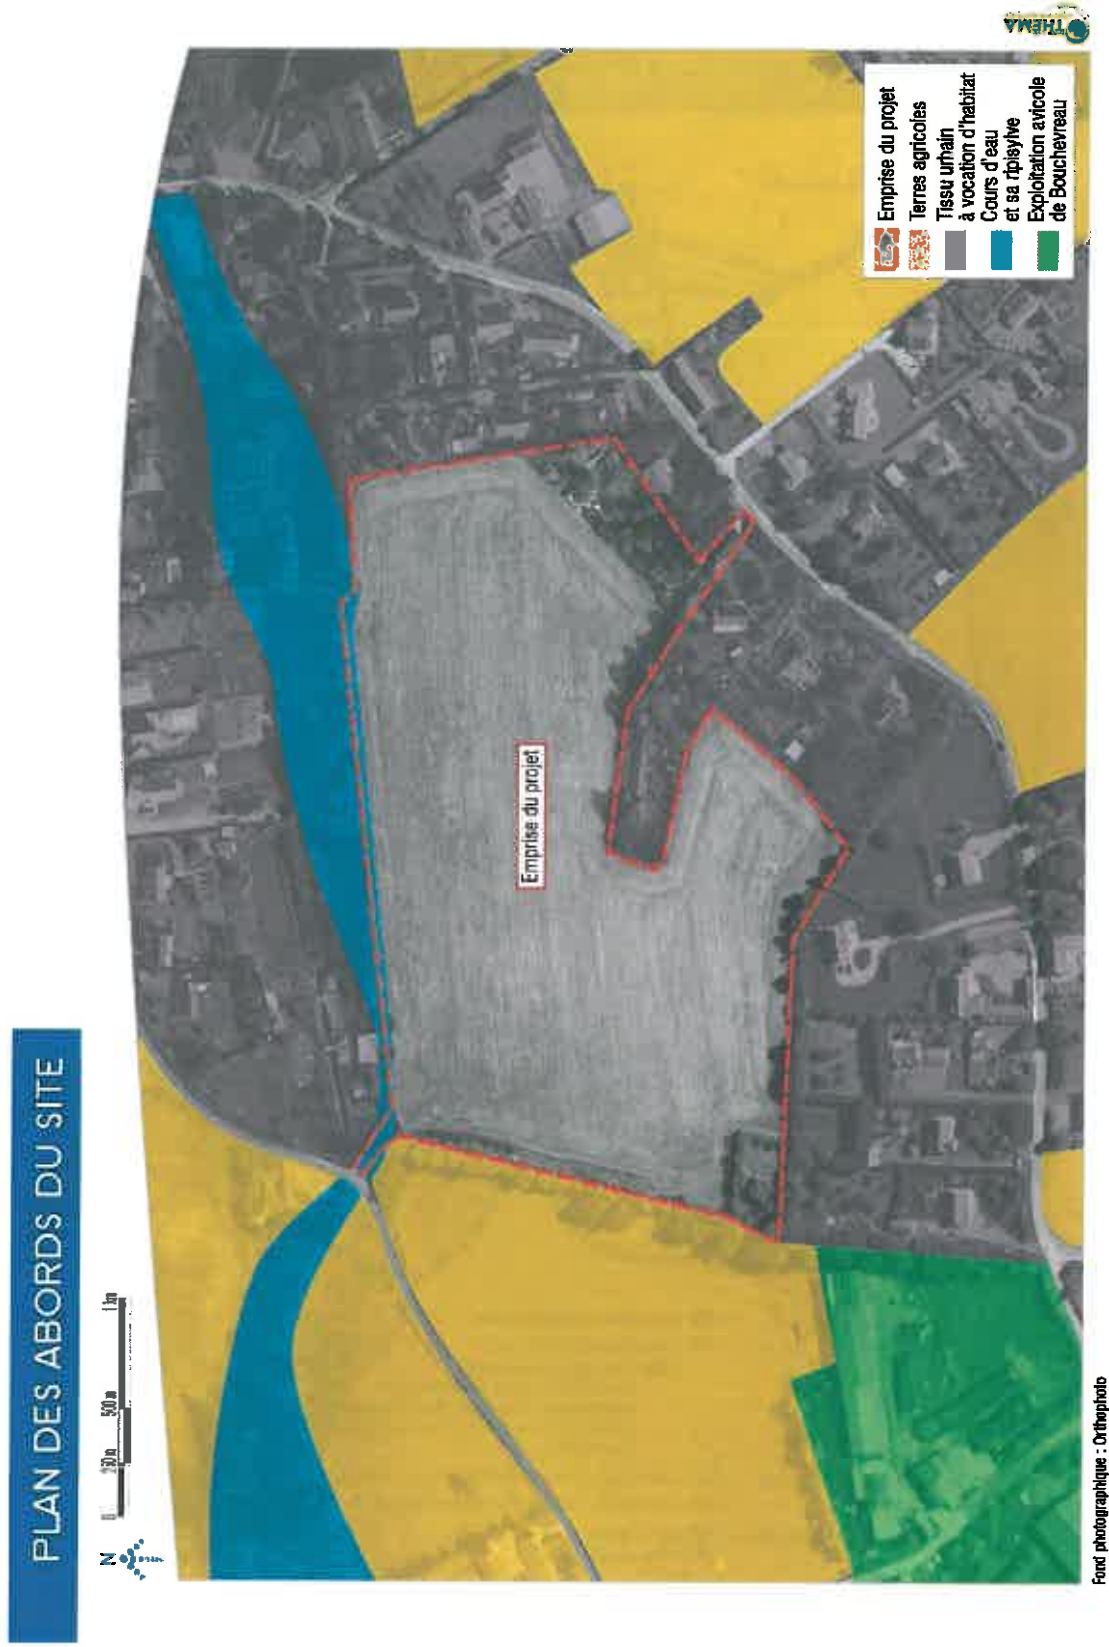 PLAN DES ABORDS DU SITE
N
0
250 m
500 m
1 km
Emprise du projet
Emprise du projet
Terres agricoles
Tissu urbain
à vocation d'habitat
Cours d'eau
et sa ripisylve
Exploitation avicole
de Bouchevreau
THEMA
Fond photographique : Orthophoto